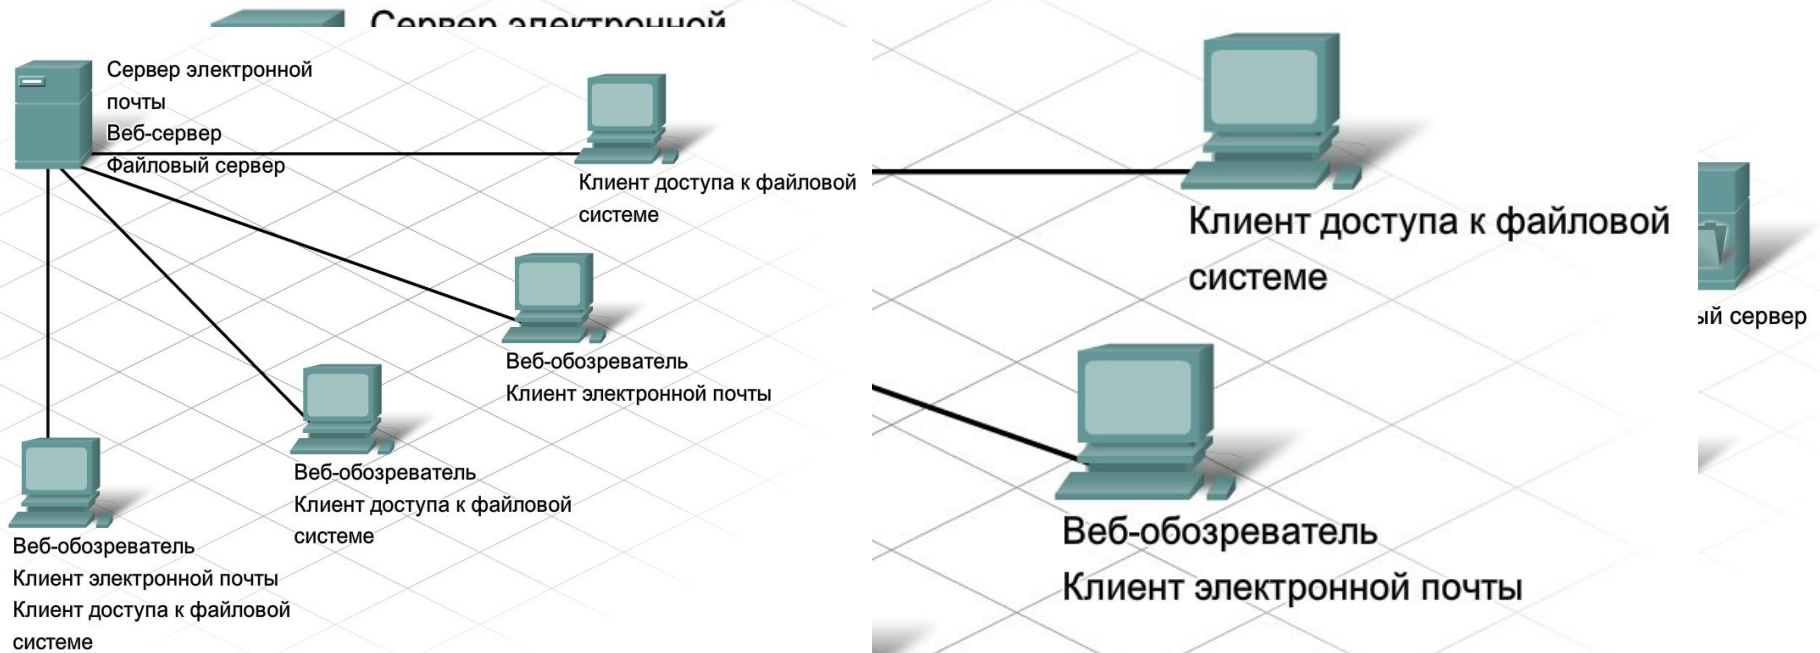 Сервер электронной
Сервер электронной
почты
Веб-сервер
Файловый сервер
Клиент доступа к файловой
системе
Веб-обозреватель
Клиент электронной почты
Веб-обозреватель
Клиент доступа к файловой
системе
Веб-обозреватель
Клиент электронной почты
Клиент доступа к файловой
системе
Клиент доступа к файловой
системе
Веб-обозреватель
Клиент электронной почты
сервер